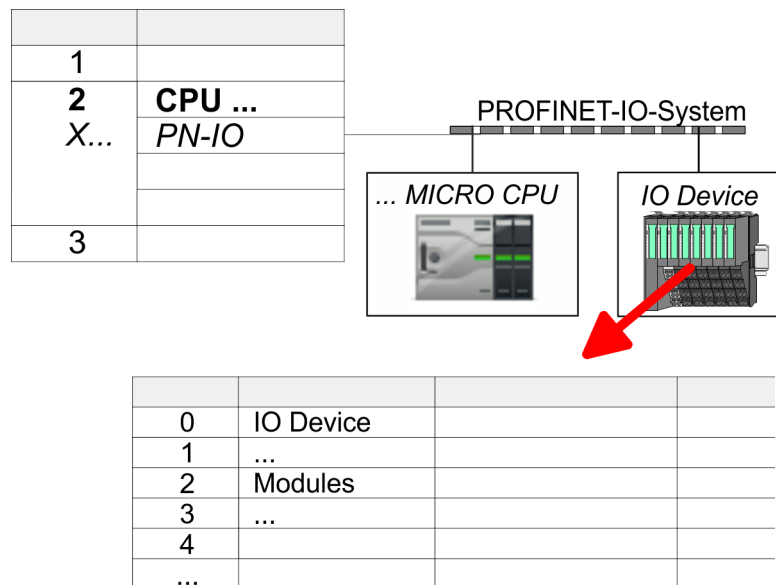 1
2 CPU ...
X... PN-IO
3
PROFINET-IO-System
... MICRO CPU
IO Device
0 IO Device
1 ...
2 Modules
3 ...
4
...